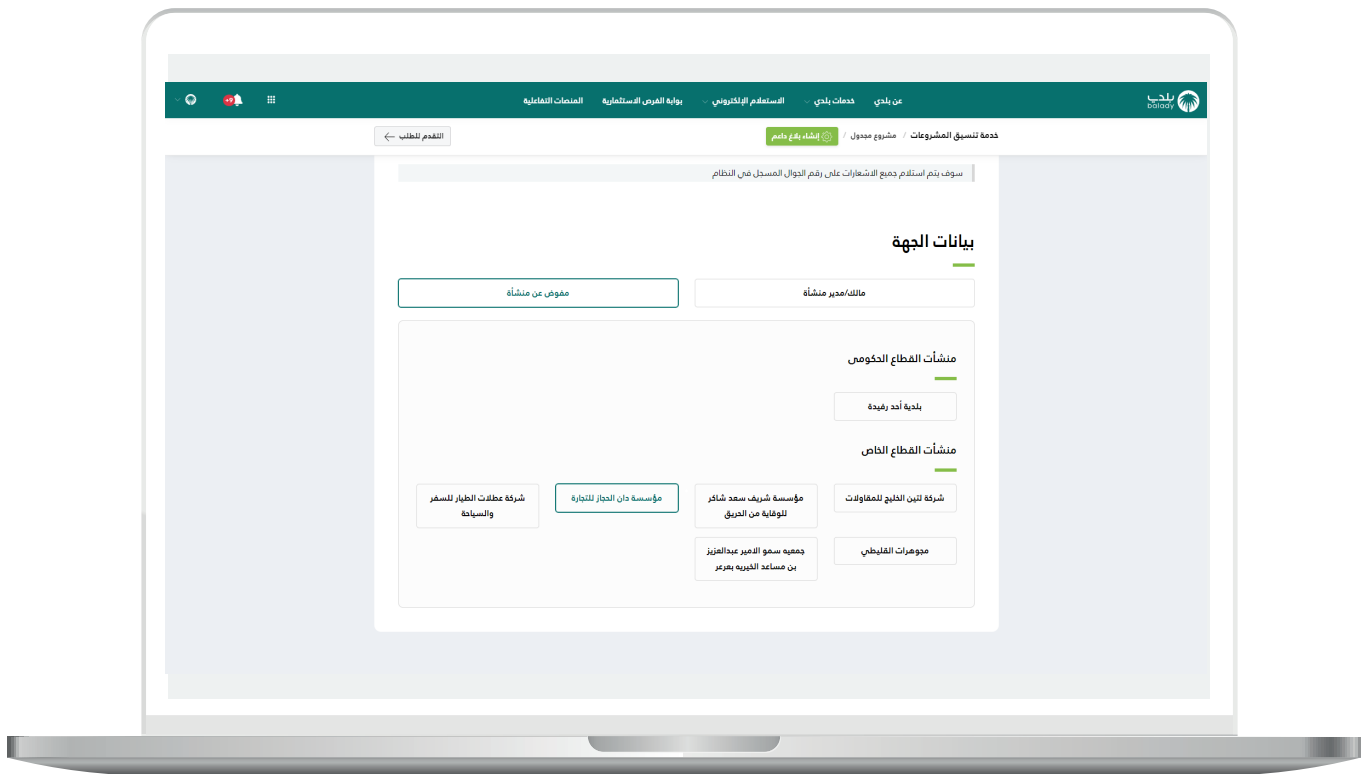 بلدي
balady
عن بلدي
خدمات بلدي
الاستعلام الإلكتروني
بوابة الفرص الاستثمارية
المنصات التفاعلية
+9
خدمة تنسيق المشروعات / مشروع مجدول / إنشاء بلاغ داعم
التقدم للطلب
سوف يتم استلام جميع الاشعارات على رقم الجوال المسجل في النظام
بيانات الجهة
مالك/مدير منشأة
مفوض عن منشأة
منشأت القطاع الحكومى
بلدية أحد رفيدة
منشأت القطاع الخاص
شركة لتين الخليج للمقاولات
مؤسسة شريف سعد شاكر
للوقاية من الحريق
مؤسسة دان الحجاز للتجارة
شركة عطلات الطيار للسفر
والسياحة
مجوهرات القليطي
جمعيه سمو الامير عبدالعزيز
بن مساعد الخيريه بعرعر